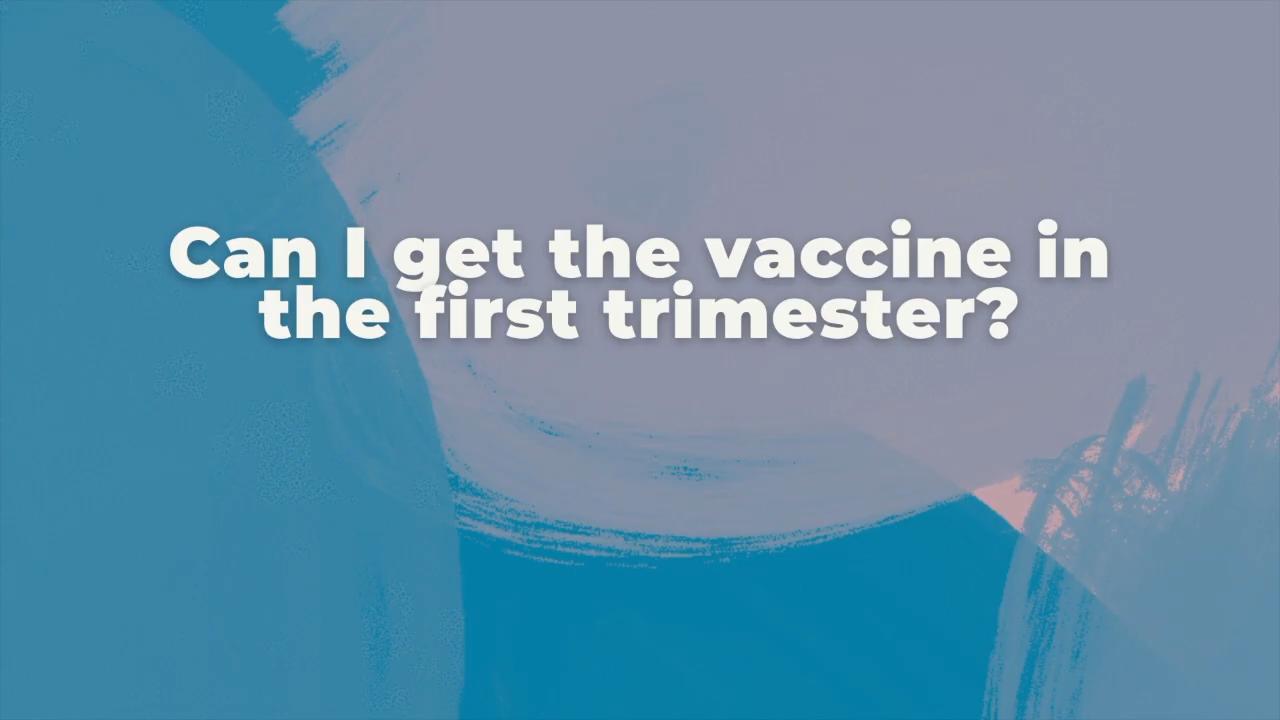 Can I get the vaccine in
the first trimester?